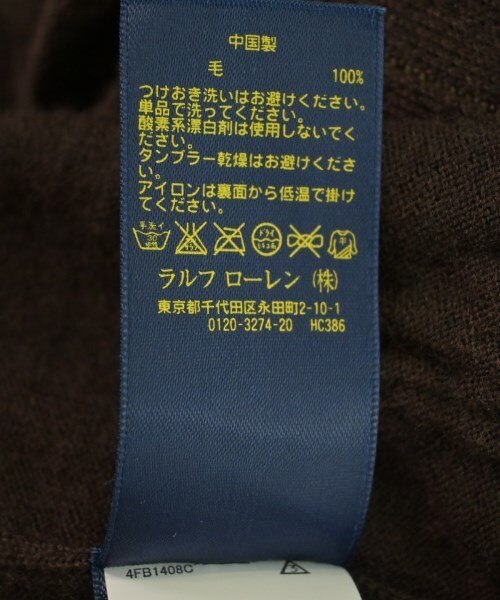 中国製
毛 100%
つけおき洗いはお避けください。
単品で洗ってください。
酸素系漂白剤は使用しないでく
ださい。
タンブラー乾燥はお避けくださ
い。
アイロンは裏面から低温で掛け
てください。
手洗イ
30
中性
ドライ
ラルフ ローレン (株)
東京都千代田区永田町2-10-1
0120-3274-20 HC386
4FB1408C